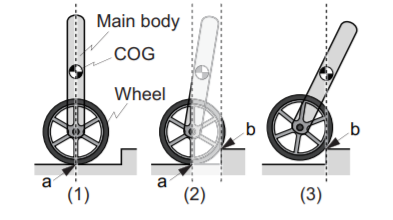 Main body
COG
Wheel
b
b
a
a
(1)
(2)
(3)